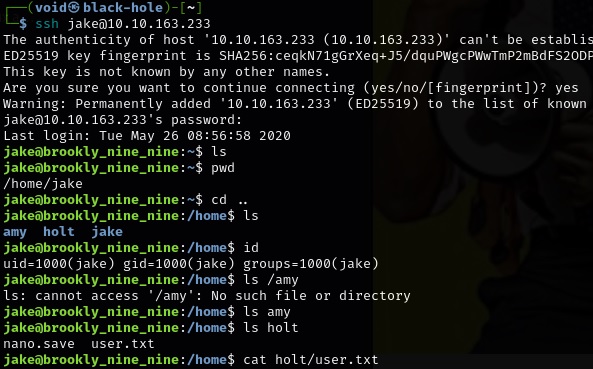 ┌──(void㉿black-hole)-[~]
└─$ ssh jake@10.10.163.233
The authenticity of host '10.10.163.233 (10.10.163.233)' can't be establis
ED25519 key fingerprint is SHA256:ceqkN71gGrXeq+J5/dquPWgcPWwTmP2mBdFS2ODP
This key is not known by any other names.
Are you sure you want to continue connecting (yes/no/[fingerprint])? yes
Warning: Permanently added '10.10.163.233' (ED25519) to the list of known
jake@10.10.163.233's password:
Last login: Tue May 26 08:56:58 2020
jake@brookly_nine_nine:~$ ls
jake@brookly_nine_nine:~$ pwd
/home/jake
jake@brookly_nine_nine:~$ cd ..
jake@brookly_nine_nine:/home$ ls
amy  holt  jake
jake@brookly_nine_nine:/home$ id
uid=1000(jake) gid=1000(jake) groups=1000(jake)
jake@brookly_nine_nine:/home$ ls /amy
ls: cannot access '/amy': No such file or directory
jake@brookly_nine_nine:/home$ ls amy
jake@brookly_nine_nine:/home$ ls holt
nano.save  user.txt
jake@brookly_nine_nine:/home$ cat holt/user.txt